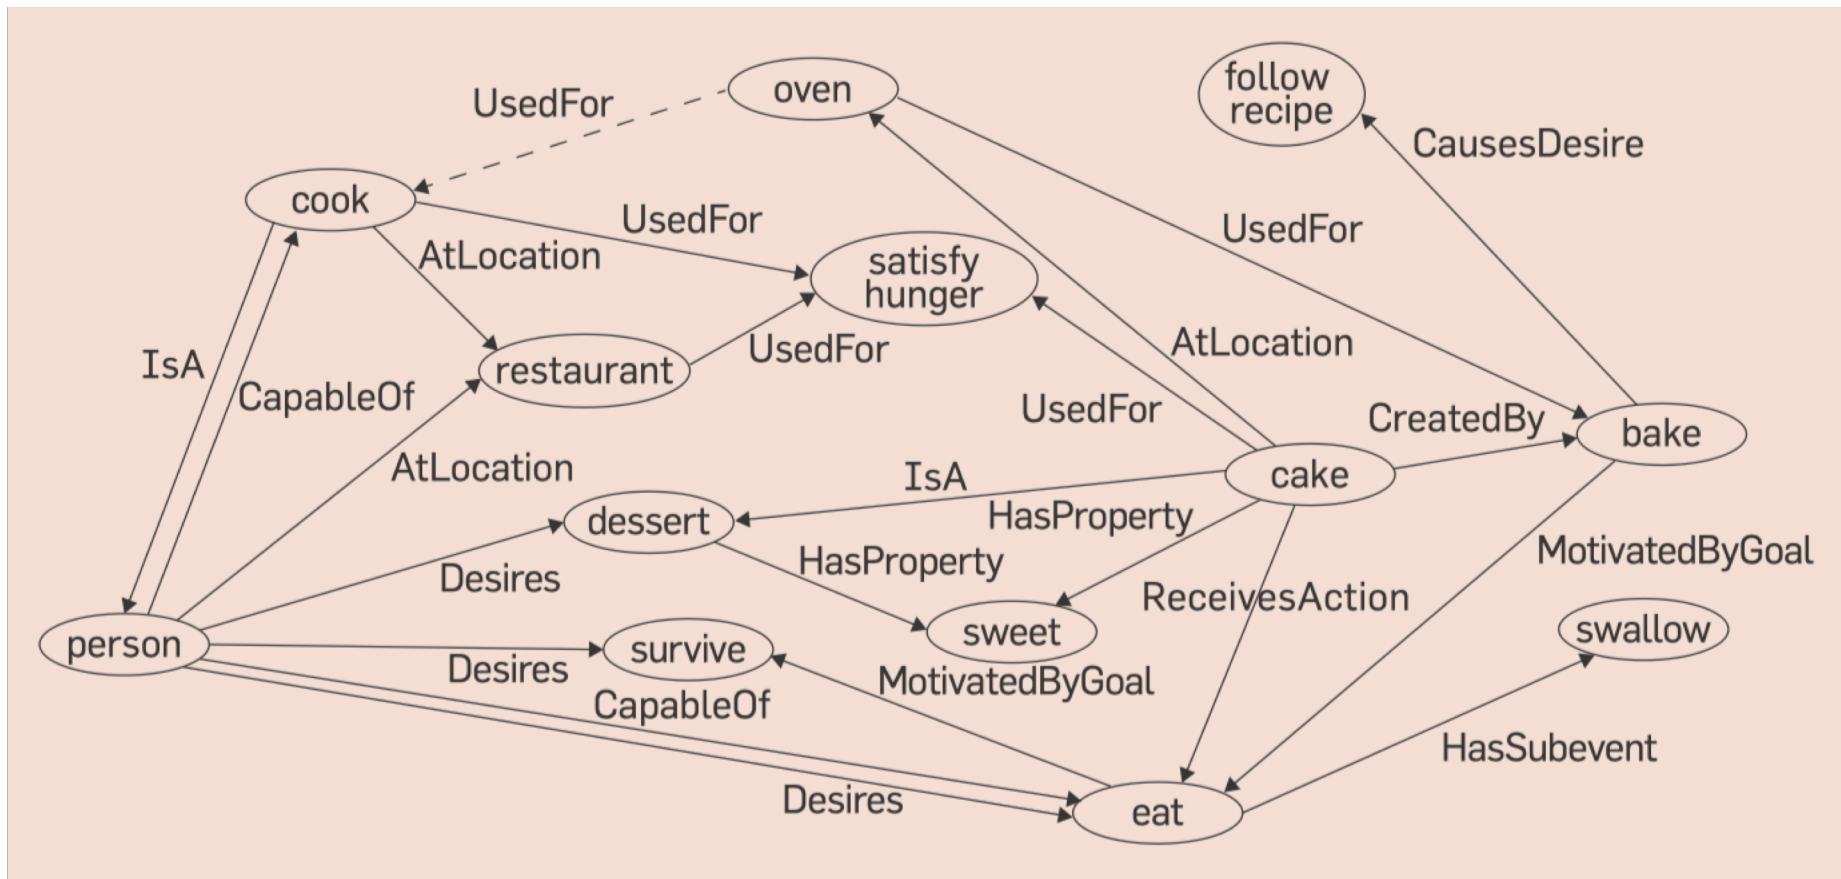 oven
follow
recipe
UsedFor
CausesDesire
cook
UsedFor
UsedFor
AtLocation
satisfy
hunger
IsA
CapableOf
restaurant
UsedFor
AtLocation
UsedFor
CreatedBy
bake
AtLocation
IsA
cake
dessert
HasProperty
HasProperty
MotivatedByGoal
Desires
ReceivesAction
person
survive
sweet
swallow
Desires
MotivatedByGoal
CapableOf
HasSubevent
Desires
eat